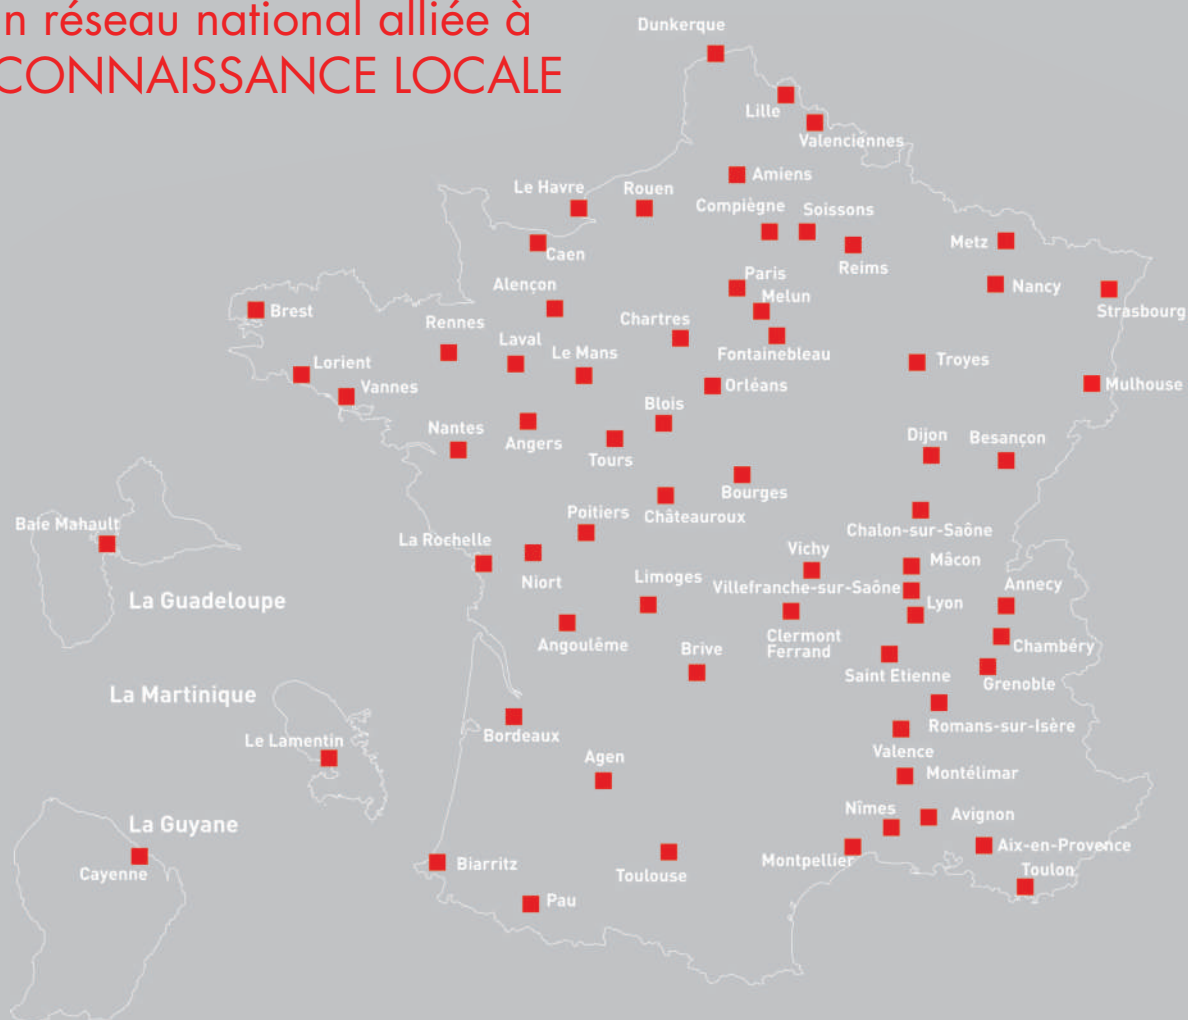 n réseau national alliée à
CONNAISSANCE LOCALE
Dunkerque
Lille
Valenciennes
Amiens
Le Havre
Rouen
Compiègne
Soissons
Metz
Caen
Reims
Paris
Alençon
Nancy
Melun
Strasbourg
Brest
Chartres
Rennes
Laval
Le Mans
Fontainebleau
Troyes
Lorient
Vannes
Orléans
Mulhouse
Blois
Nantes
Angers
Tours
Dijon
Besançon
Bourges
Châteauroux
Poitiers
Baie Mahault
Chalon-sur-Saône
La Rochelle
Vichy
Mâcon
Niort
Limoges
Villefranche-sur-Saône
Annecy
La Guadeloupe
Lyon
Angoulême
Clermont
Ferrand
Chambéry
Brive
Saint Etienne
Grenoble
La Martinique
Romans-sur-Isère
Le Lamentin
Bordeaux
Valence
Agen
Montélimar
Nîmes
Avignon
La Guyane
Aix-en-Provence
Montpellier
Biarritz
Toulouse
Toulon
Cayenne
Pau